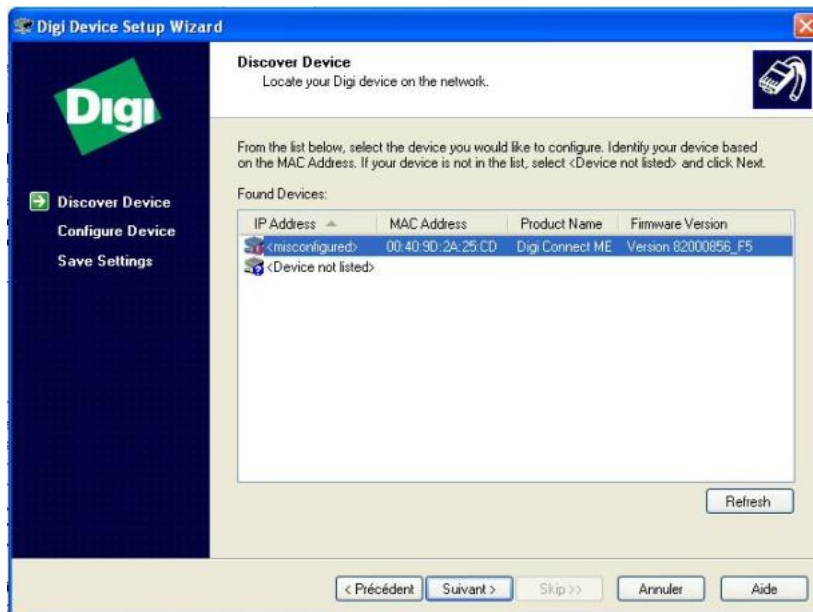 Digi Device Setup Wizard
Digi
Discover Device
Configure Device
Save Settings
Discover Device
Locate your Digi device on the network.
From the list below, select the device you would like to configure. Identify your device based
on the MAC Address. If your device is not in the list, select <Device not listed> and click Next.
Found Devices:
IP Address MAC Address Product Name Firmware Version
<misconfigured> 00:40:9D:2A:25:CD Digi Connect ME Version 82000856_F5
<Device not listed>
Refresh
< Précédent Suivant > Skip >> Annuler Aide